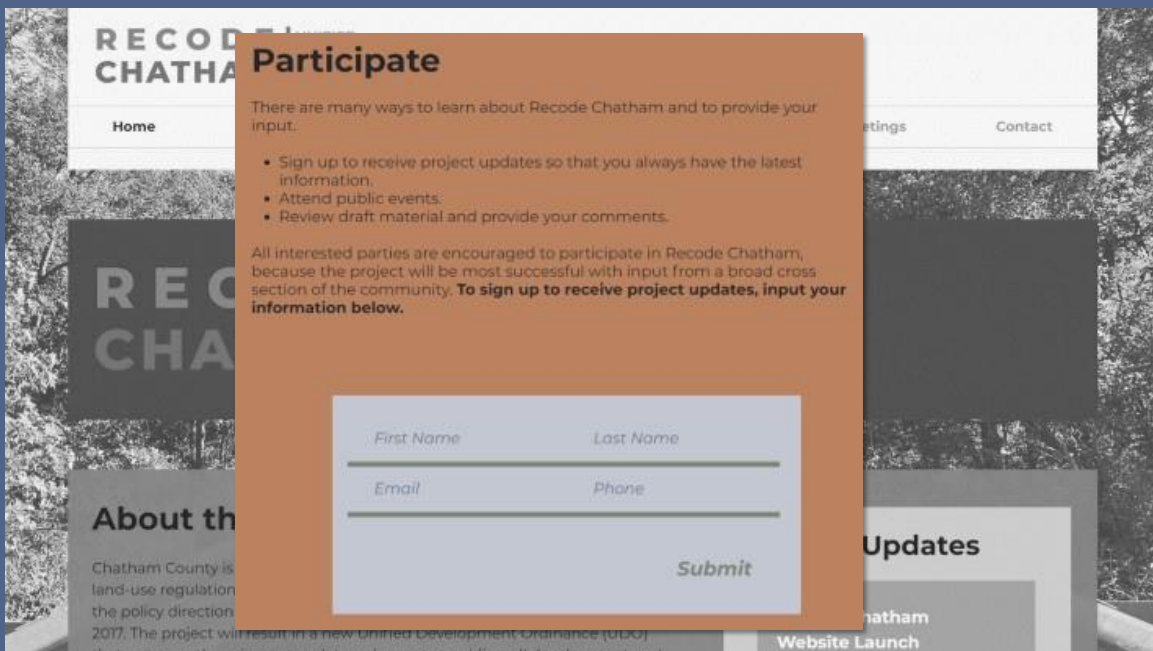 RECODE
CHATHA
Home
etings
Contact
Participate
There are many ways to learn about Recode Chatham and to provide your
input.
• Sign up to receive project updates so that you always have the latest
information.
• Attend public events.
• Review draft material and provide your comments.
All interested parties are encouraged to participate in Recode Chatham,
because the project will be most successful with input from a broad cross
section of the community. To sign up to receive project updates, input your
information below.
First Name
Last Name
Email
Phone
Submit
REC
CHA
About th
Chatham County is
land-use regulation
the policy direction
2017. The project will result in a new Unified Development Ordinance (UDO)
Updates
hatham
Website Launch